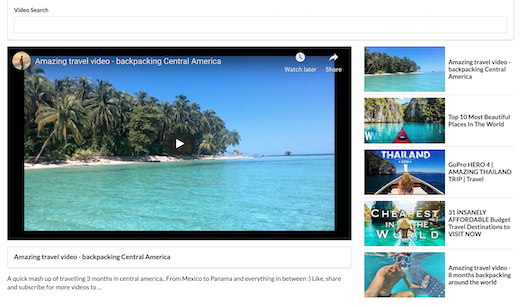 Video Search
Amazing travel video - backpacking Central America
Watch later
Share
Amazing travel video - backpacking Central America
A quick mash up of travelling 3 months in central america.. From Mexico to Panama and everything in between :) Like, share
and subscribe for more videos to ...
Amazing travel video -
backpacking Central
America
Top 10 Most Beautiful
Places In The World
THAILAND
GoPro HERO 4 |
AMAZING THAILAND
TRIP | Travel
CHEAPEST
IN THE
WORLD
31 INSANELY
AFFORDABLE Budget
Travel Destinations to
VISIT NOW
Amazing travel video -
8 months backpacking
around the world